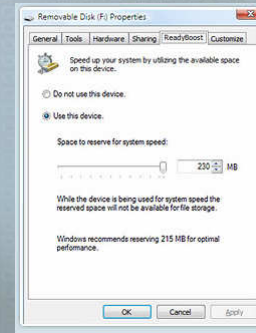 Removable Disk (F:) Properties
General Tools Hardware Sharing ReadyBoost Customize
Speed up your system by utilizing the available space
on this device.
Do not use this device.
Use this device.
Space to reserve for system speed:
230 MB
While the device is being used for system speed the
reserved space will not be available for file storage.
Windows recommends reserving 215 MB for optimal
performance.
OK Cancel Apply